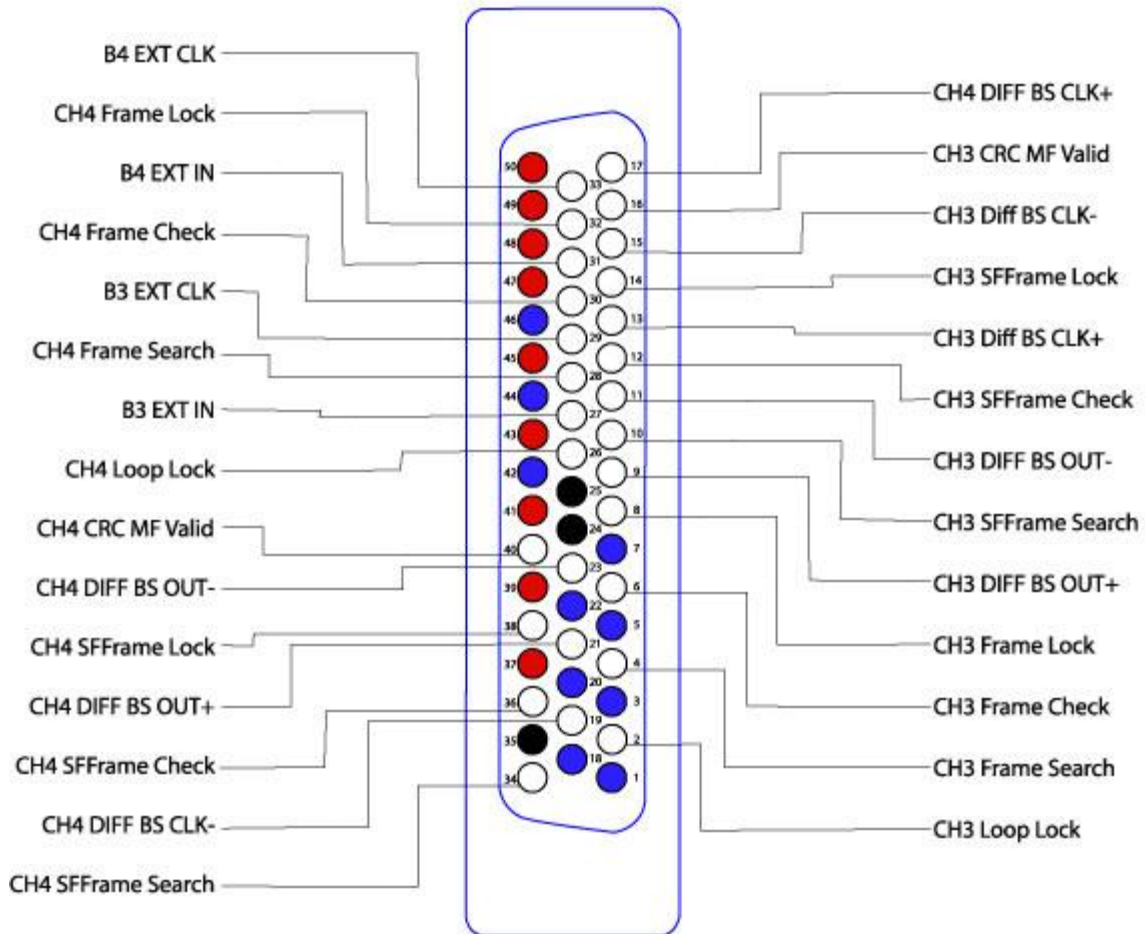 B4 EXT CLK
CH4 Frame Lock
B4 EXT IN
CH4 Frame Check
B3 EXT CLK
CH4 Frame Search
B3 EXT IN
CH4 Loop Lock
CH4 CRC MF Valid
CH4 DIFF BS OUT-
CH4 SFFrame Lock
CH4 DIFF BS OUT+
CH4 SFFrame Check
CH4 DIFF BS CLK-
CH4 SFFrame Search
50
49
48
47
46
45
44
43
42
41
40
39
38
37
36
35
34
33
32
31
30
29
28
27
26
25
24
23
22
21
20
19
18
17
16
15
14
13
12
11
10
9
8
7
6
5
4
3
2
1
CH4 DIFF BS CLK+
CH3 CRC MF Valid
CH3 Diff BS CLK-
CH3 SFFrame Lock
CH3 Diff BS CLK+
CH3 SFFrame Check
CH3 DIFF BS OUT-
CH3 SFFrame Search
CH3 DIFF BS OUT+
CH3 Frame Lock
CH3 Frame Check
CH3 Frame Search
CH3 Loop Lock